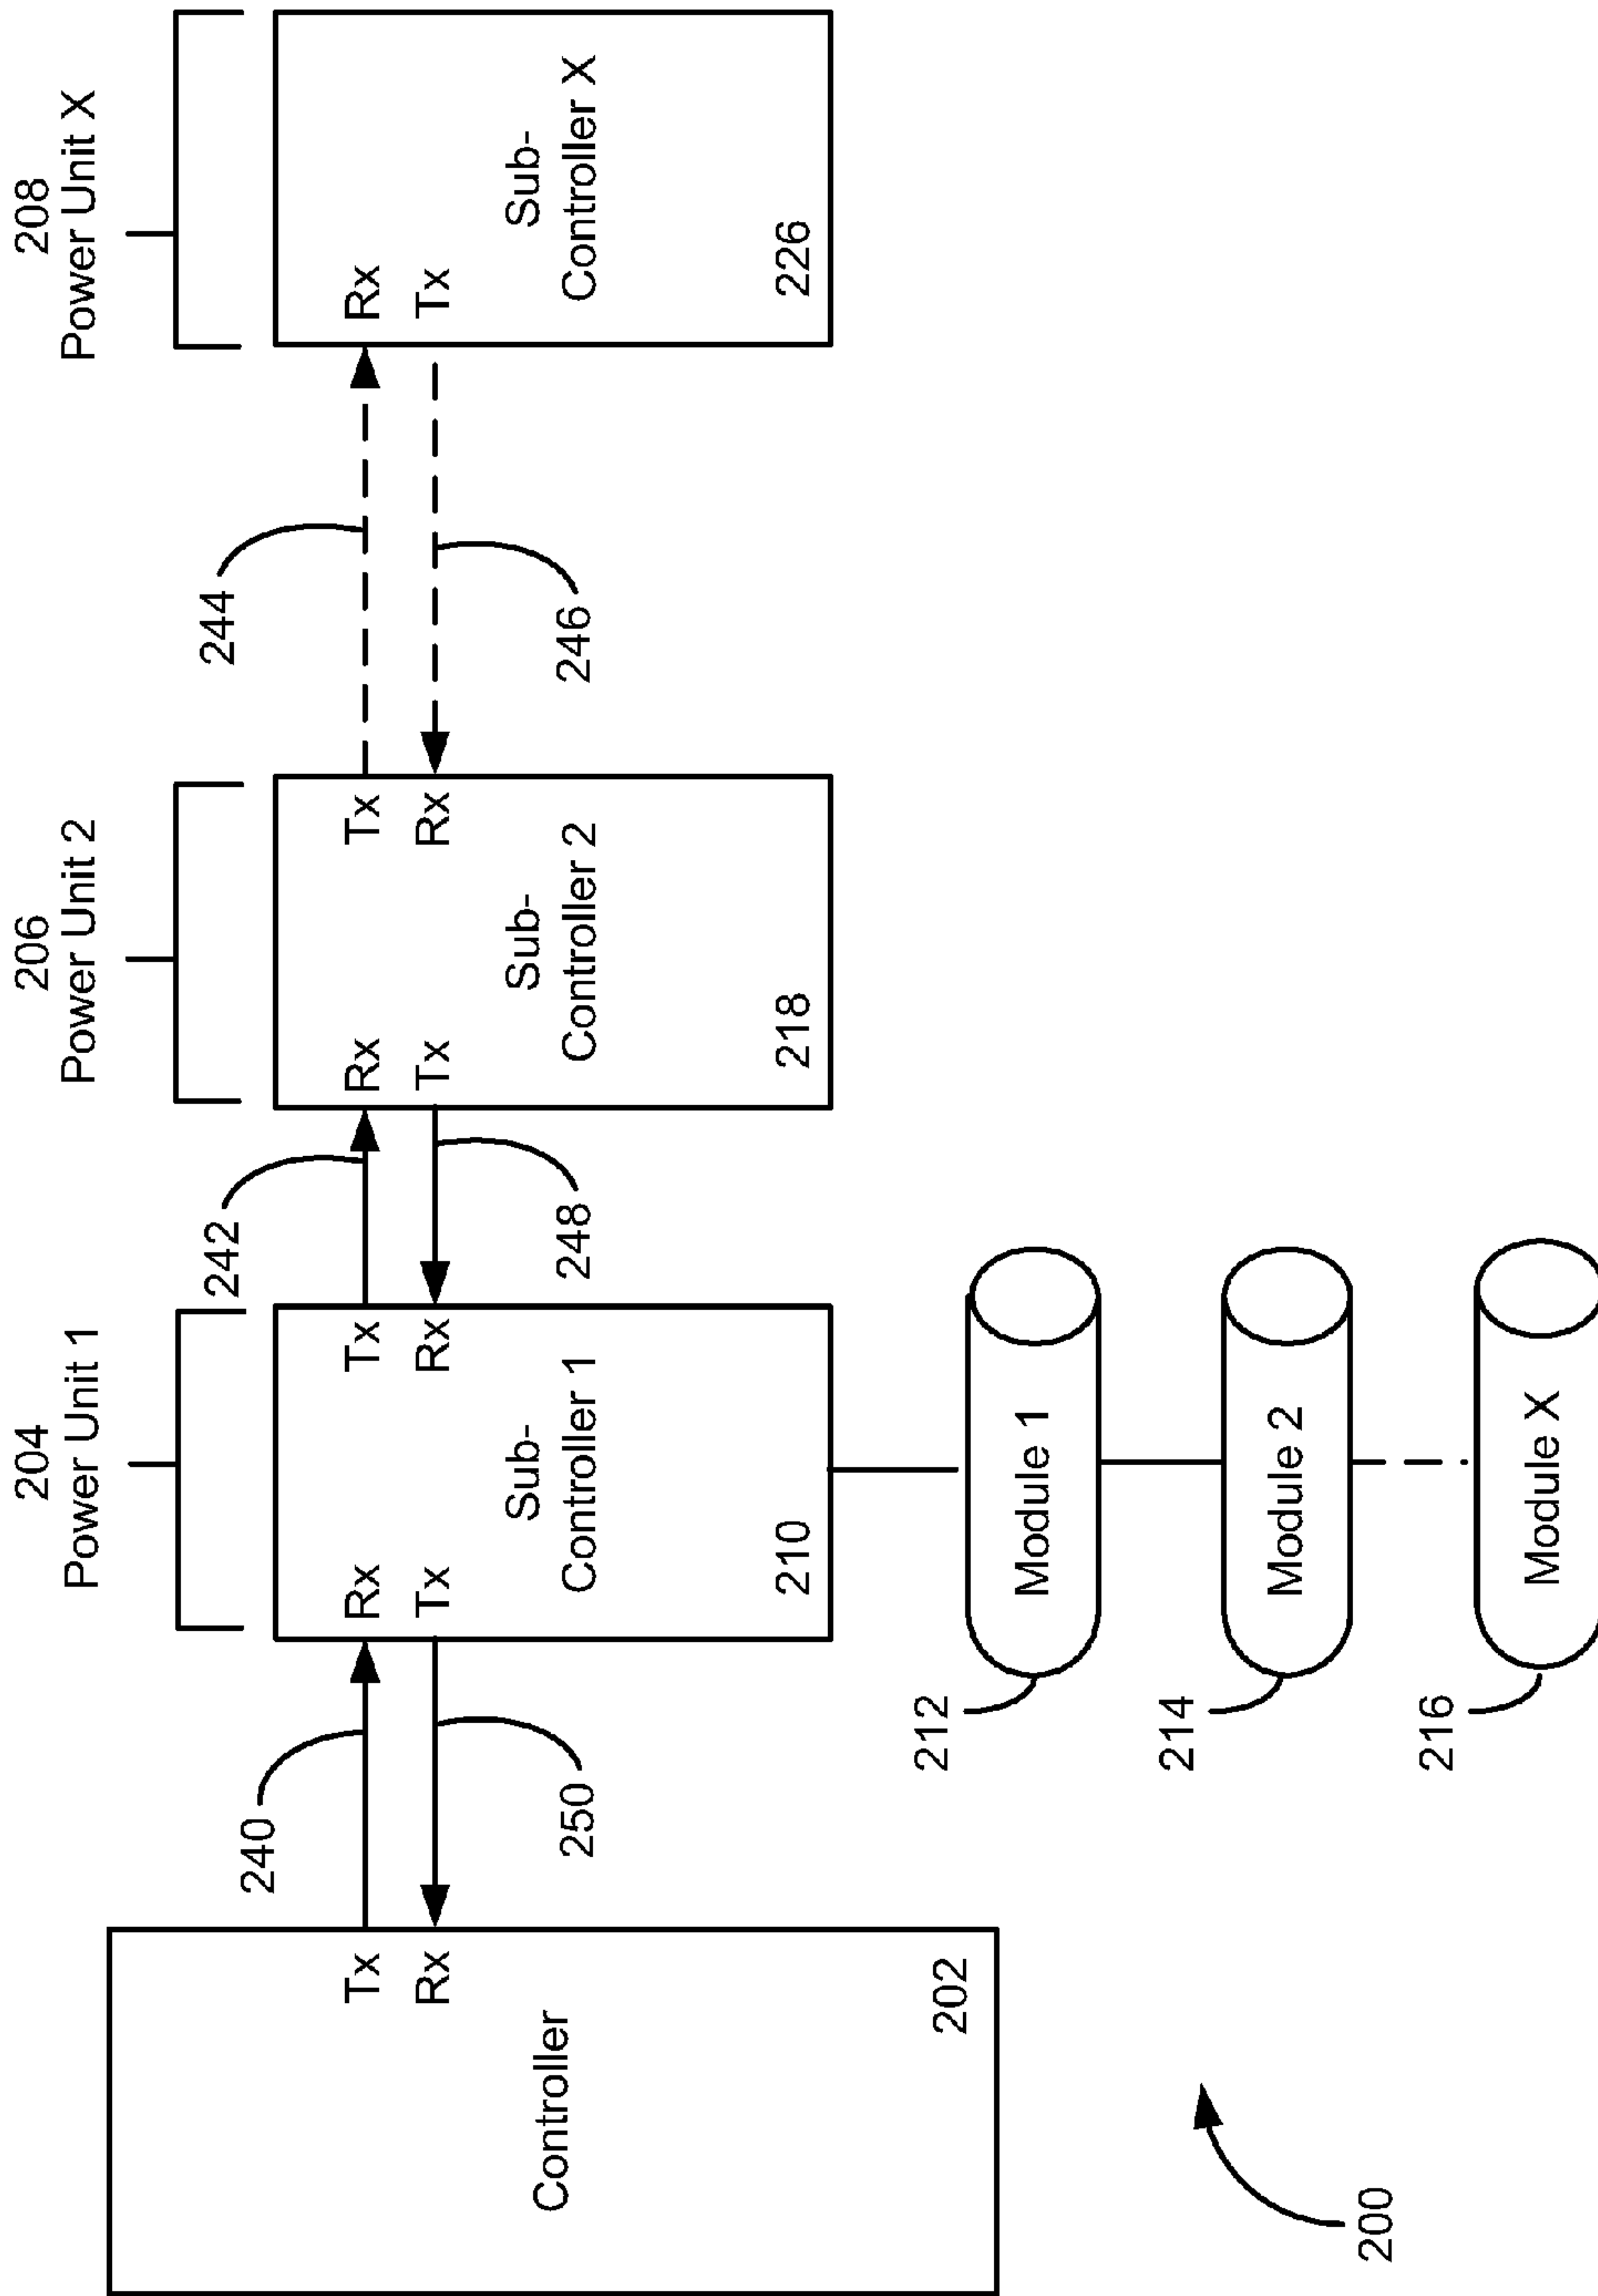 204
Power Unit 1
206
Power Unit 2
208
Power Unit X
240
242
244
Tx
Rx
Tx
Rx
Tx
Rx
Rx
Tx
Rx
Tx
Rx
Tx
250
248
246
Controller
Sub-
Controller 1
Sub-
Controller 2
Sub-
Controller X
202
210
218
226
212
Module 1
214
Module 2
216
Module X
200